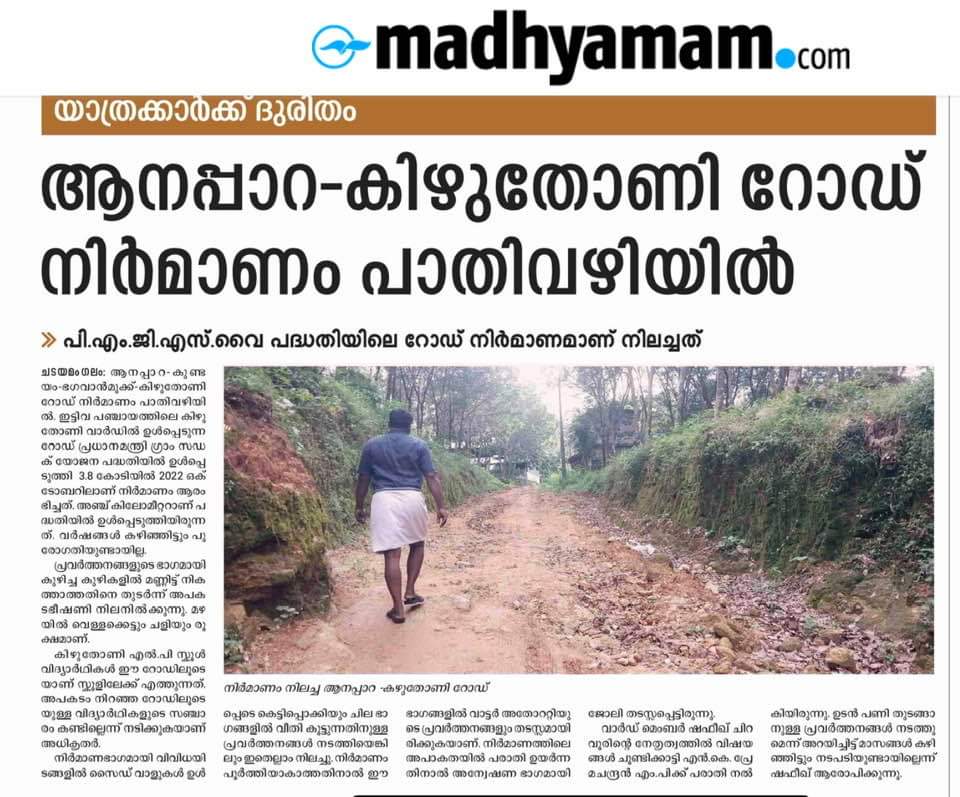 madhyamam.com
യാത്രക്കാർക്ക് ദുരിതം
ആനപ്പാറ-കിഴുതോണി റോഡ്
നിർമാണം പാതിവഴിയിൽ
» പി.എം.ജി.എസ്.വൈ പദ്ധതിയിലെ റോഡ് നിർമാണമാണ് നിലച്ചത്
ചടയമംഗലം: ആനപ്പാറ-കുണ്ട
യം-ഭഗവാൻമുക്ക്-കിഴുതോണി
റോഡ് നിർമാണം പാതിവഴിയി
ൽ. ഇട്ടിവ പഞ്ചായത്തിലെ കിഴു
തോണി വാർഡിൽ ഉൾപ്പെടുന്ന
റോഡ് പ്രധാനമന്ത്രി ഗ്രാം സഡ
ക് യോജന പദ്ധതിയിൽ ഉൾപ്പെ
ടുത്തി 3.8 കോടിയിൽ 2022 ഒക്
ടോബറിലാണ് നിർമാണം ആരം
ഭിച്ചത്. അഞ്ച് കിലോമീറ്ററാണ് പ
ദ്ധതിയിൽ ഉൾപ്പെടുത്തിയിരുന്ന
ത്. വർഷങ്ങൾ കഴിഞ്ഞിട്ടും പു
രോഗതിയുണ്ടായില്ല.
പ്രവർത്തനങ്ങളുടെ ഭാഗമായി
കുഴിച്ച കുഴികളിൽ മണ്ണിട്ട് നിക
ത്താത്തതിനെ തുടർന്ന് അപക
ടഭീഷണി നിലനിൽക്കുന്നു. മഴ
യിൽ വെള്ളക്കെട്ടും ചളിയും രൂ
ക്ഷമാണ്.
കിഴുതോണി എൽ.പി സ്കൂൾ
വിദ്യാർഥികൾ ഈ റോഡിലൂടെ
യാണ് സ്കൂളിലേക്ക് എത്തുന്നത്.
അപകടം നിറഞ്ഞ റോഡിലൂടെ
യുള്ള വിദ്യാർഥികളുടെ സഞ്ചാ
രം കണ്ടില്ലെന്ന് നടിക്കുകയാണ്
അധികൃതർ.
നിർമാണഭാഗമായി വിവിധയി
ടങ്ങളിൽ സൈഡ് വാളുകൾ ഉൾ
നിർമാണം നിലച്ച ആനപ്പാറ -കഴുതോണി റോഡ്
പ്പെടെ കെട്ടിപ്പൊക്കിയും ചില ഭാ
ഗങ്ങളിൽ വീതി കൂട്ടുന്നതിനുള്ള
പ്രവർത്തനങ്ങൾ നടത്തിയെങ്കി
ലും ഇതെല്ലാം നിലച്ചു. നിർമാണം
പൂർത്തിയാകാത്തതിനാൽ ഈ
ഭാഗങ്ങളിൽ വാട്ടർ അതോററ്റിയു
ടെ പ്രവർത്തനങ്ങളും തടസ്സമായി
രിക്കുകയാണ്. നിർമാണത്തിലെ
അപാകതയിൽ പരാതി ഉയർന്ന
തിനാൽ അന്വേഷണ ഭാഗമായി
ജോലി തടസ്സപ്പെട്ടിരുന്നു.
വാർഡ് മെമ്പർ ഷഫീഖ് ചിറ
വൂരിന്റെ നേതൃത്വത്തിൽ വിഷയ
ങ്ങൾ ചൂണ്ടിക്കാട്ടി എൻ.കെ. പ്രേ
മചന്ദ്രൻ എം.പിക്ക് പരാതി നൽ
കിയിരുന്നു. ഉടൻ പണി തുടങ്ങാ
നുള്ള പ്രവർത്തനങ്ങൾ നടത്തു
മെന്ന് അറയിച്ചിട്ട് മാസങ്ങൾ കഴി
ഞ്ഞിട്ടും നടപടിയുണ്ടായില്ലെന്ന്
ഷഫീഖ് ആരോപിക്കുന്നു.